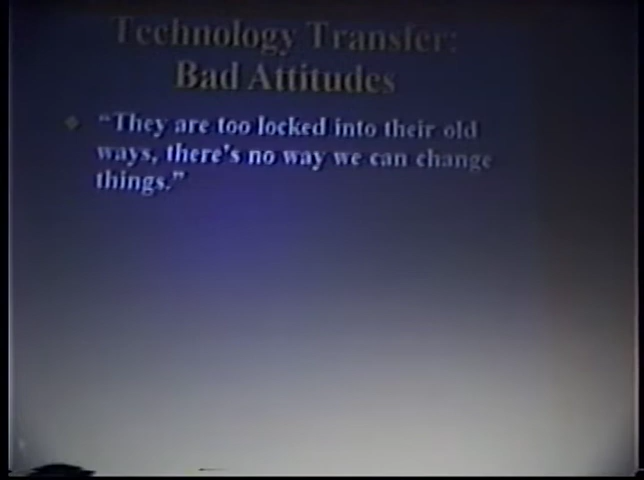 Technology Transfer:
Bad Attitudes
"They are too locked into their old
ways, there's no way we can change
things."